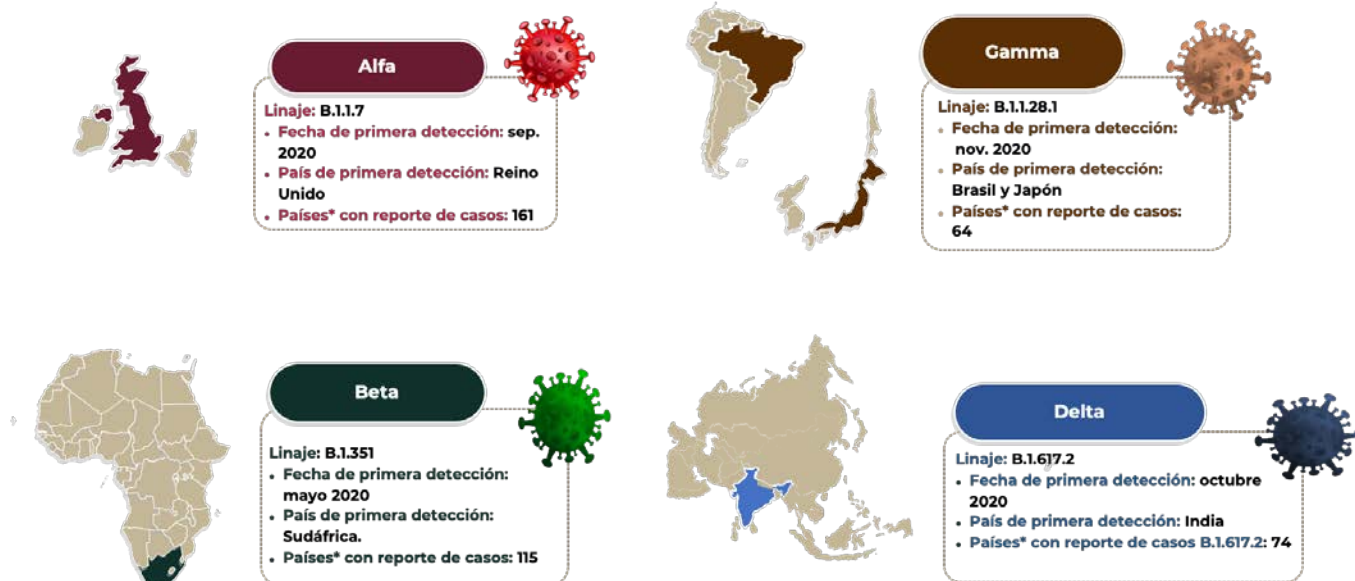 Alfa
Linaje: B.1.1.7
• Fecha de primera detección: sep.
2020
• País de primera detección: Reino
Unido
• Países* con reporte de casos: 161
Gamma
Linaje: B.1.1.28.1
• Fecha de primera detección:
nov. 2020
• País de primera detección:
Brasil y Japón
• Países* con reporte de casos:
64
Beta
Linaje: B.1.351
• Fecha de primera detección:
mayo 2020
• País de primera detección:
Sudáfrica.
• Países* con reporte de casos: 115
Delta
Linaje: B.1.617.2
• Fecha de primera detección: octubre
2020
• País de primera detección: India
• Países* con reporte de casos B.1.617.2: 74